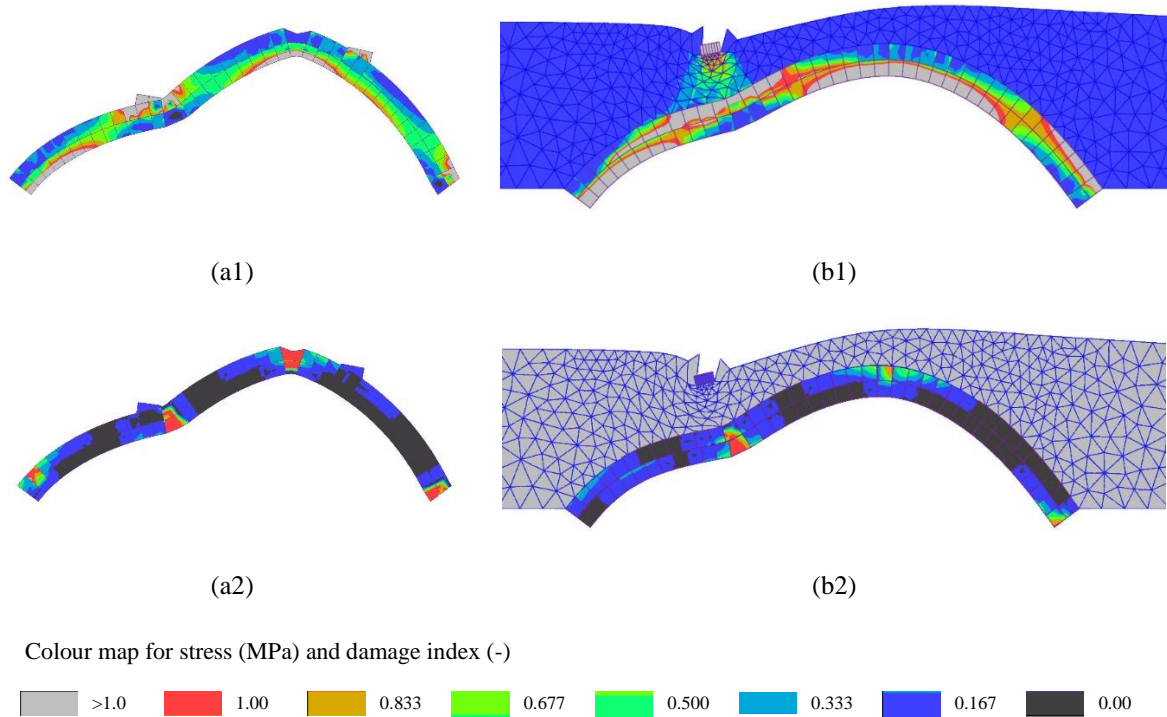 (a1) (b1)
(a2) (b2)
Colour map for stress (MPa) and damage index (-)
>1.0 1.00 0.833 0.677 0.500 0.333 0.167 0.00